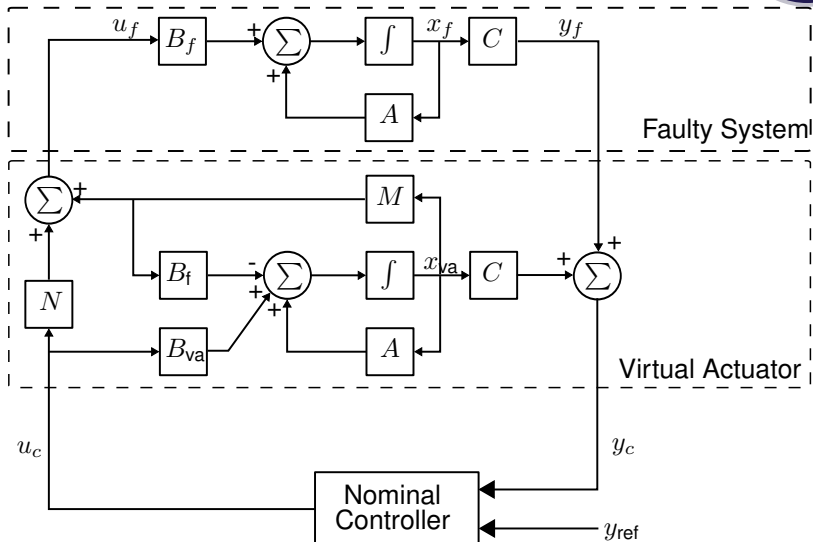 u_f B_f + ∑ ∫ x_f C y_f
+
A
Faulty System
∑ + M +
+
B_f - ∑ ∫ x_va C + ∑
N + +
B_va A
Virtual Actuator
u_c y_c
Nominal
Controller
y_ref